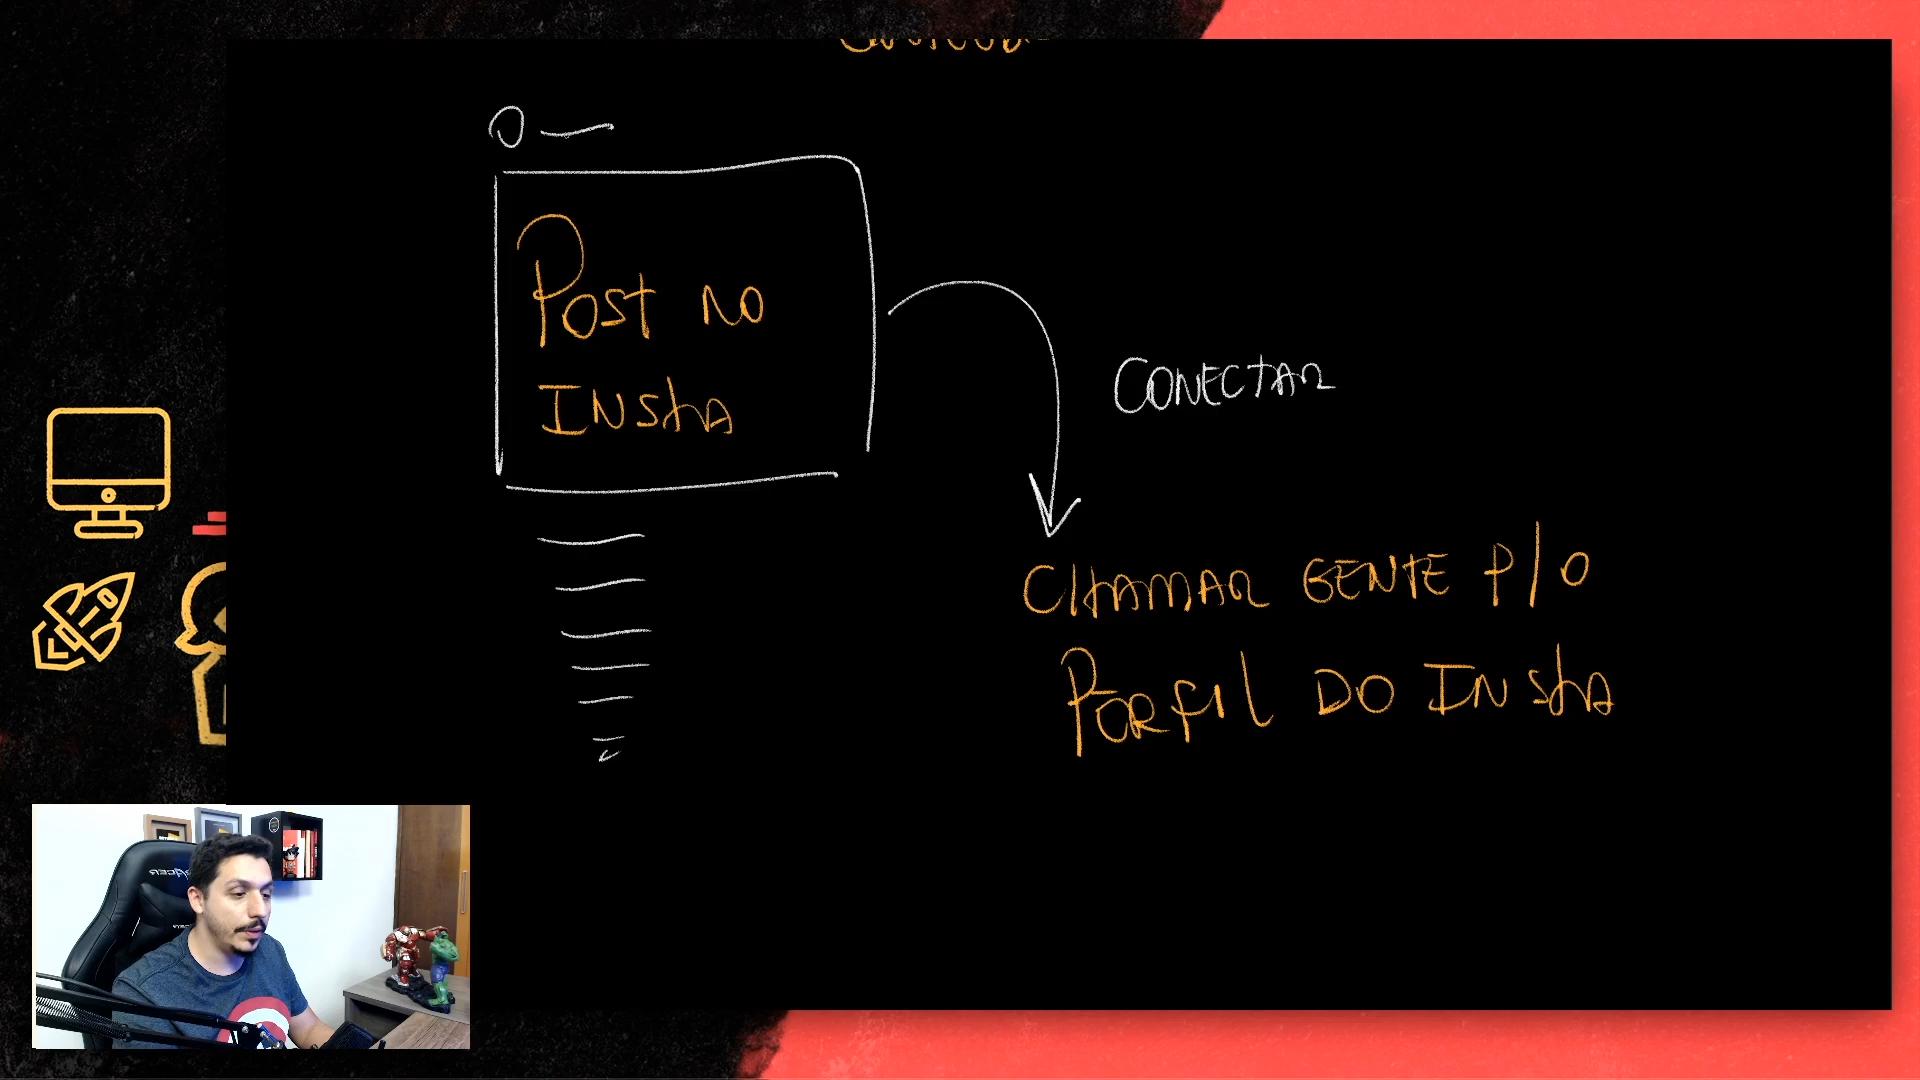 Post no
Insta
Conectar
Chamar gente p/ o
Perfil do Insta